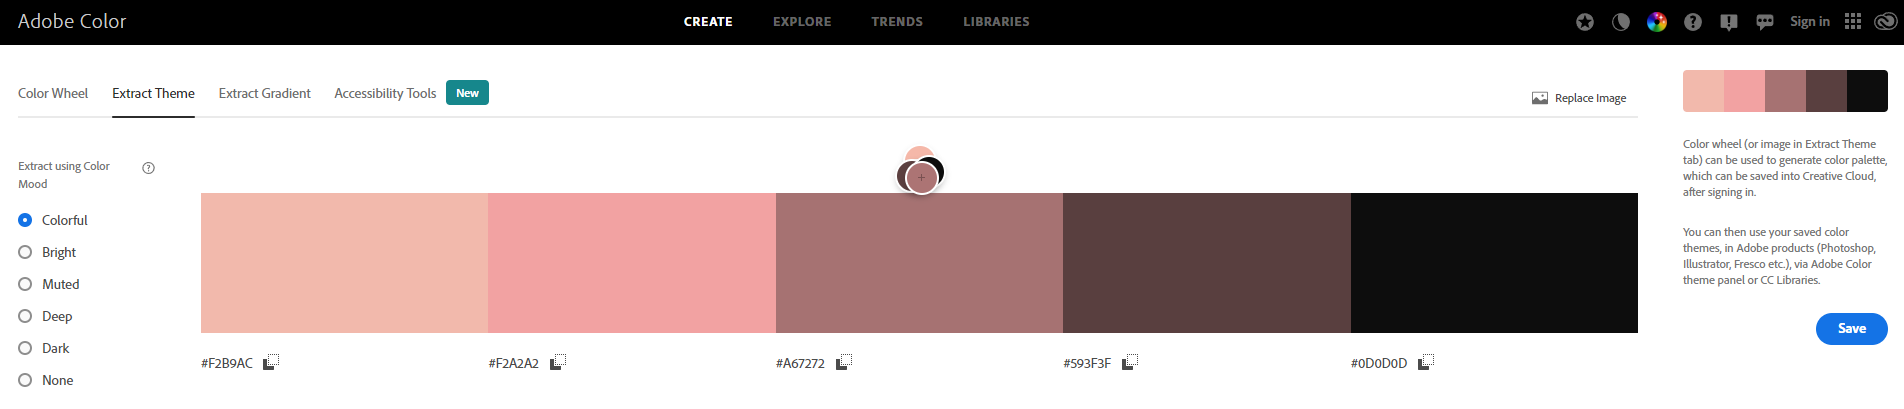 Adobe Color
CREATE EXPLORE TRENDS LIBRARIES
Sign in
Color Wheel Extract Theme Extract Gradient Accessibility Tools New
Replace Image
Extract using Color
Mood
Colorful
Bright
Muted
Deep
Dark
None
#F2B9AC #F2A2A2 #A67272 #593F3F #0D0D0D
Color wheel (or image in Extract Theme
tab) can be used to generate color palette,
which can be saved into Creative Cloud,
after signing in.
You can then use your saved color
themes, in Adobe products (Photoshop,
Illustrator, Fresco etc.), via Adobe Color
theme panel or CC Libraries.
Save